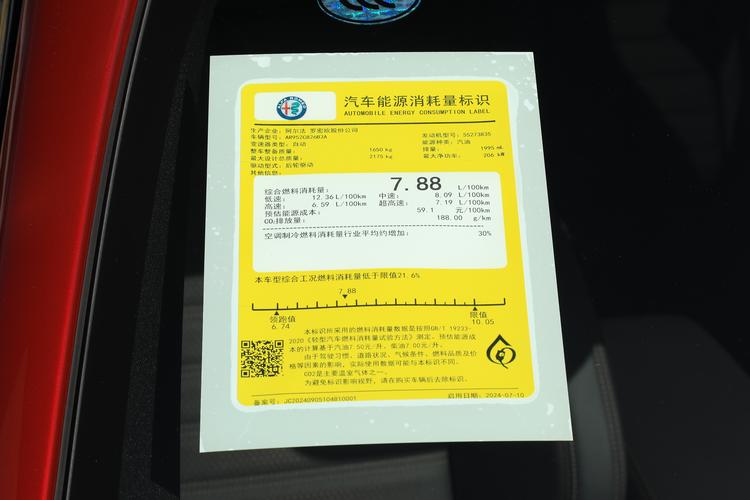 ALFA ROMEO
汽车能源消耗量标识
AUTOMOBILE ENERGY CONSUMPTION LABEL
生产企业：阿尔法 罗密欧股份公司
车辆型号：AR952G826B2A 发动机型号：55273835
变速器类型：自动 能源种类：汽油
整车整备质量： 1650 kg 排量： 1995 mL
最大设计总质量： 2175 kg 最大净功率： 206 kW
驱动型式：后轮驱动
其他信息：
综合燃料消耗量： 7.88 L/100km
低速： 12.36 L/100km 中速： 8.09 L/100km
高速： 6.59 L/100km 超高速： 7.19 L/100km
预估能源成本： 59.1 元/100km
CO₂排放量： 188.00 g/km
空调制冷燃料消耗量行业平均约增加： 30%
本车型综合工况燃料消耗量低于限值21.6%
7.88
领跑值 限值
6.74 10.05
本标识所采用的燃料消耗量数据是按照GB/T 19233-
2020《轻型汽车燃料消耗量试验方法》测定。预估能源成
本的计算基于汽油7.50元/升、柴油7.00元/升。
由于驾驶习惯、道路状况、气候条件、燃料品质及价
格等因素的影响，实际使用数据可能与本标识不同。
CO2是主要温室气体之一。
为避免标识影响视野，请在购买车辆后去除标识。
备案号：JC20240905104810001 启用日期：2024-07-10